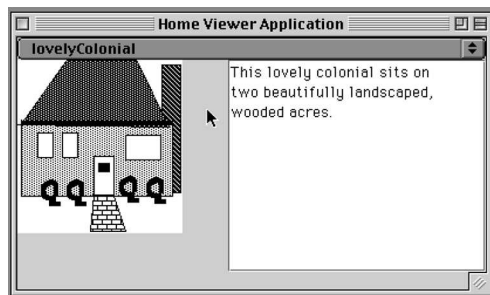 Home Viewer Application
lovelyColonial
This lovely colonial sits on
two beautifully landscaped,
wooded acres.